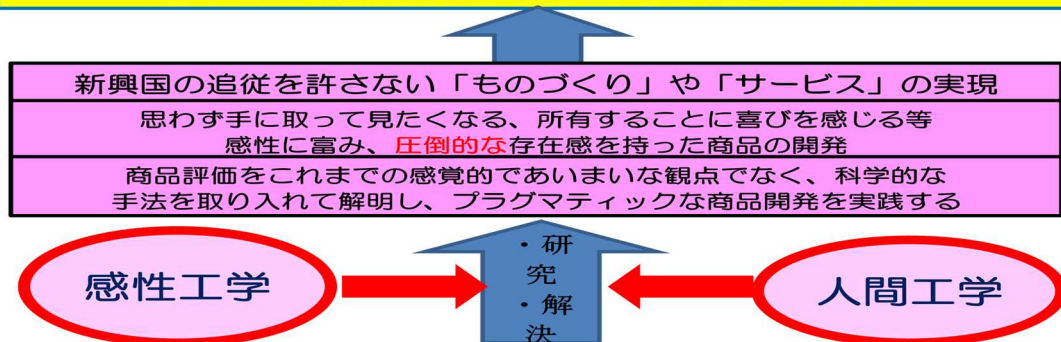 新興国の追従を許さない「ものづくり」や「サービス」の実現
思わず手に取って見たくなる、所有することに喜びを感じる等
感性に富み、圧倒的な存在感を持った商品の開発
商品評価をこれまでの感覚的であいまいな観点でなく、科学的な
手法を取り入れて解明し、プラグマティックな商品開発を実践する
感性工学
・研
究
・解
決
人間工学